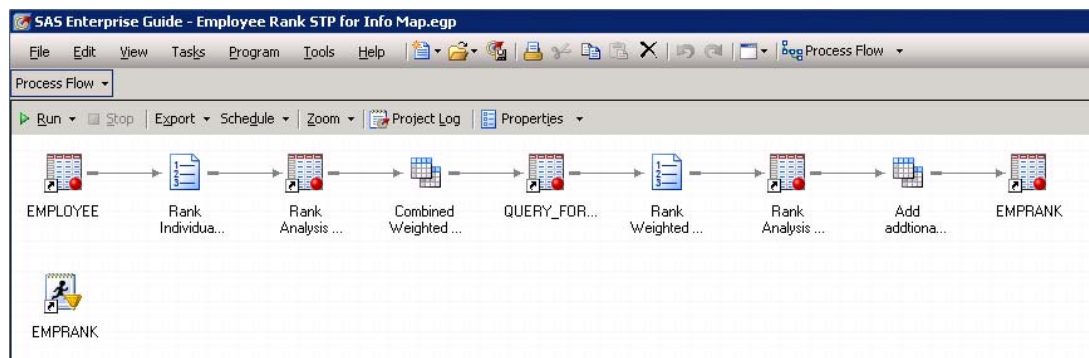 SAS Enterprise Guide - Employee Rank STP for Info Map.egp
File Edit View Tasks Program Tools Help Process Flow
Process Flow
Run Stop Export Schedule Zoom Project Log Properties
EMPLOYEE Rank Individua... Rank Analysis ... Combined Weighted ... QUERY_FOR... Rank Weighted ... Rank Analysis ... Add addtiona... EMPRANK
EMPRANK